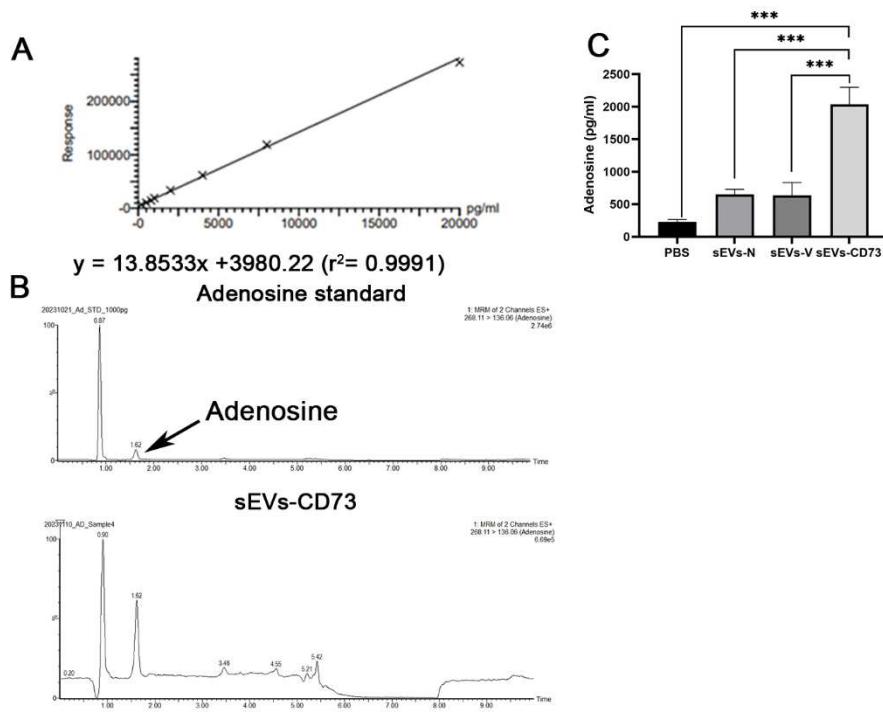 A
Response
200000
100000
-0
-0
5000
10000
15000
20000
pg/ml
y = 13.8533x +3980.22 (r²= 0.9991)
B
Adenosine standard
20231021_Ad_STD_1000pg
1: MRM of 2 Channels ES+
268.11 > 136.06 (Adenosine)
2.74e6
100
%
0
0.87
1.62
Adenosine
1.00 2.00 3.00 4.00 5.00 6.00 7.00 8.00 9.00
Time
sEVs-CD73
1: MRM of 2 Channels ES+
268.11 > 136.06 (Adenosine)
6.69e5
100
%
0
0.20
0.90
1.62
3.48
4.55
5.21
5.42
1.00 2.00 3.00 4.00 5.00 6.00 7.00 8.00 9.00
Time
C
***
***
***
Adenosine (pg/ml)
2500
2000
1500
1000
500
0
PBS sEVs-N sEVs-V sEVs-CD73